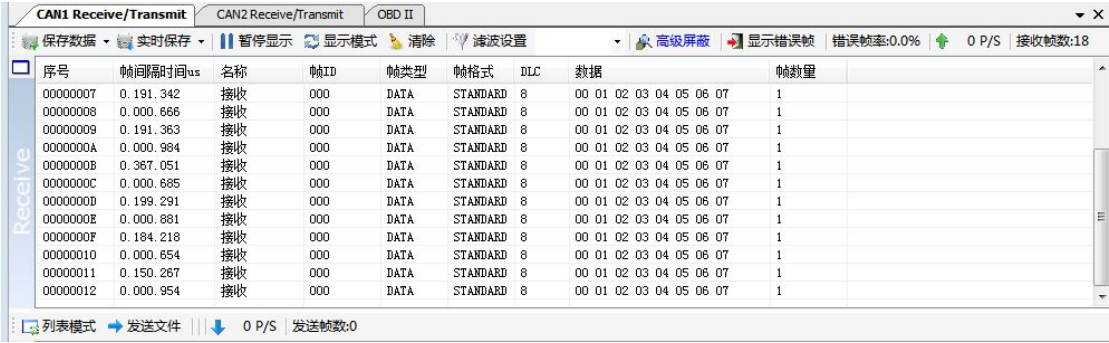 CAN1 Receive/Transmit CAN2 Receive/Transmit OBD II
保存数据 实时保存 暂停显示 显示模式 清除 滤波设置 高级屏蔽 显示错误帧 错误帧率:0.0% 0 P/S 接收帧数:18
序号 帧间隔时间us 名称 帧ID 帧类型 帧格式 DLC 数据 帧数量
00000007 0.191.342 接收 000 DATA STANDARD 8 00 01 02 03 04 05 06 07 1
00000008 0.000.666 接收 000 DATA STANDARD 8 00 01 02 03 04 05 06 07 1
00000009 0.191.363 接收 000 DATA STANDARD 8 00 01 02 03 04 05 06 07 1
0000000A 0.000.984 接收 000 DATA STANDARD 8 00 01 02 03 04 05 06 07 1
0000000B 0.367.051 接收 000 DATA STANDARD 8 00 01 02 03 04 05 06 07 1
0000000C 0.000.685 接收 000 DATA STANDARD 8 00 01 02 03 04 05 06 07 1
0000000D 0.199.291 接收 000 DATA STANDARD 8 00 01 02 03 04 05 06 07 1
0000000E 0.000.881 接收 000 DATA STANDARD 8 00 01 02 03 04 05 06 07 1
0000000F 0.184.218 接收 000 DATA STANDARD 8 00 01 02 03 04 05 06 07 1
00000010 0.000.654 接收 000 DATA STANDARD 8 00 01 02 03 04 05 06 07 1
00000011 0.150.267 接收 000 DATA STANDARD 8 00 01 02 03 04 05 06 07 1
00000012 0.000.954 接收 000 DATA STANDARD 8 00 01 02 03 04 05 06 07 1
Receive
列表模式 发送文件 0 P/S 发送帧数:0